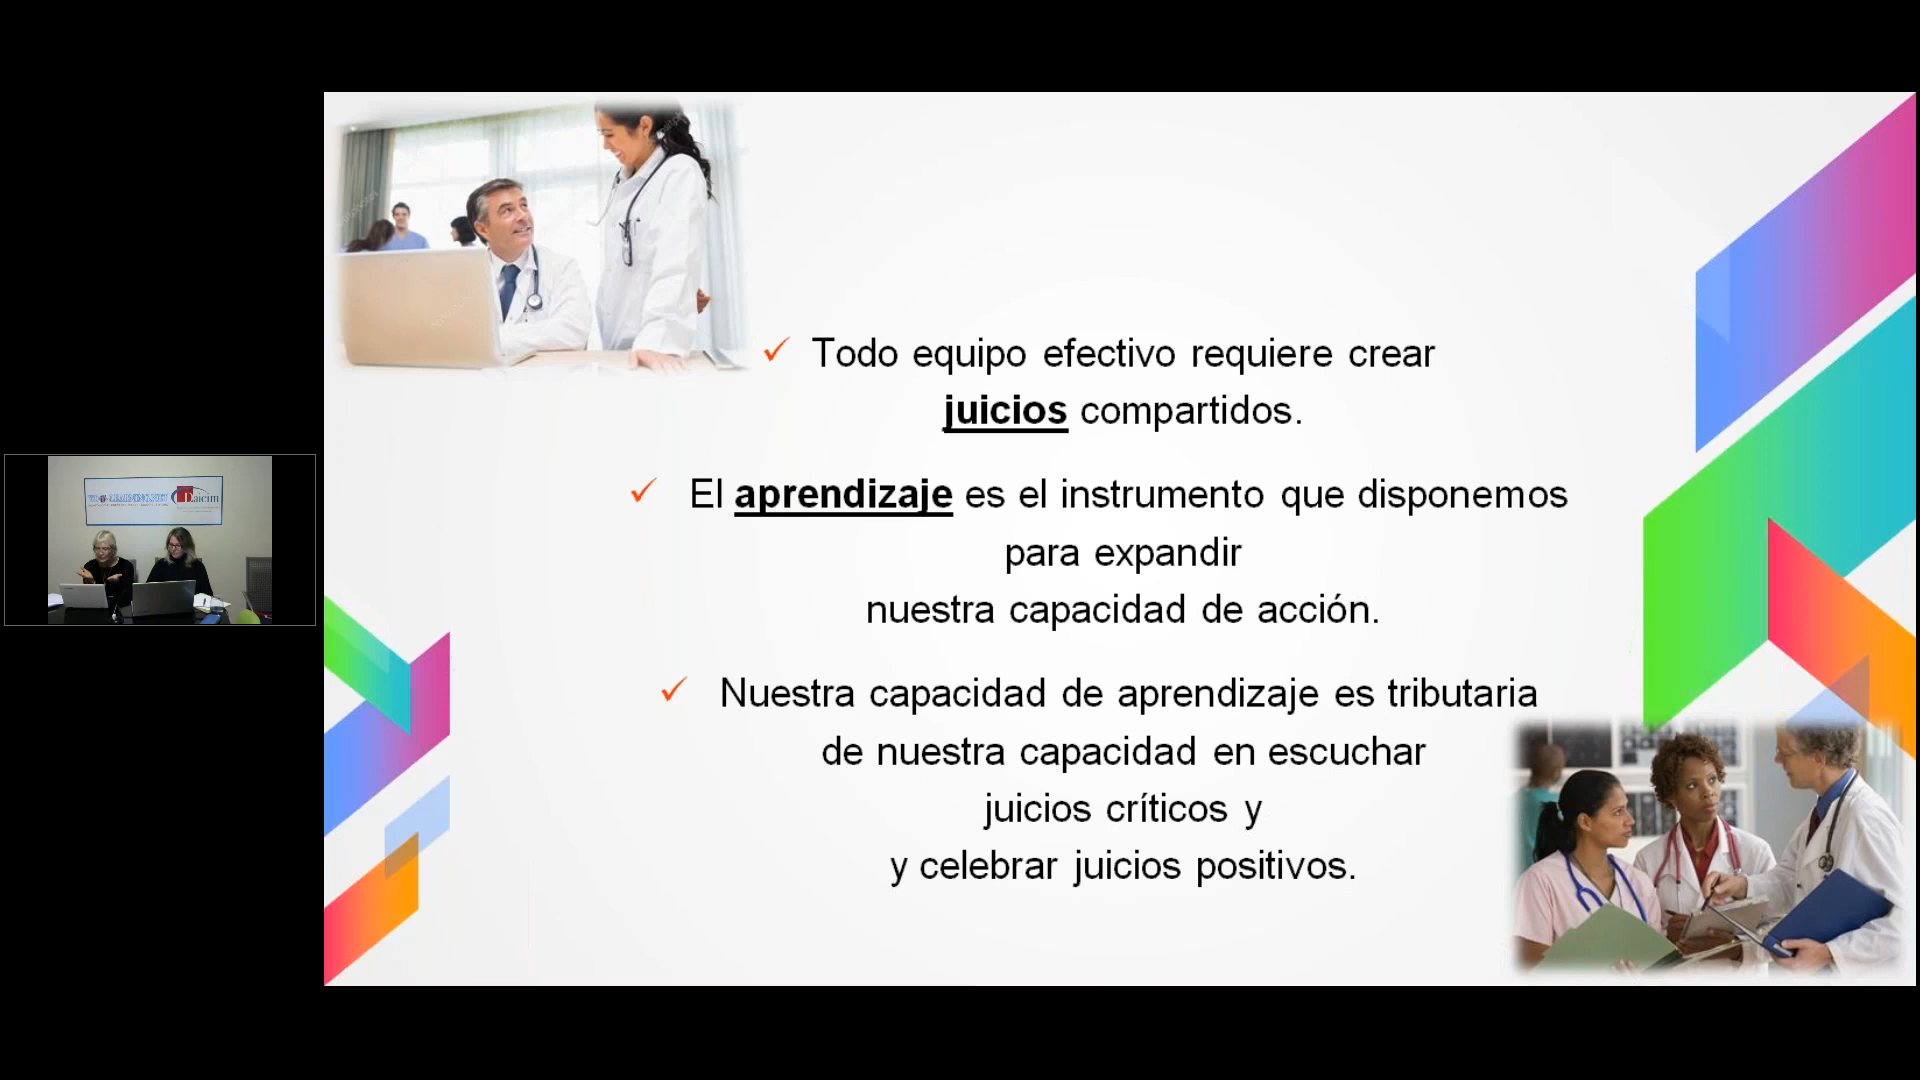 Todo equipo efectivo requiere crear
juicios compartidos.
El aprendizaje es el instrumento que disponemos
para expandir
nuestra capacidad de acción.
Nuestra capacidad de aprendizaje es tributaria
de nuestra capacidad en escuchar
juicios críticos y
y celebrar juicios positivos.